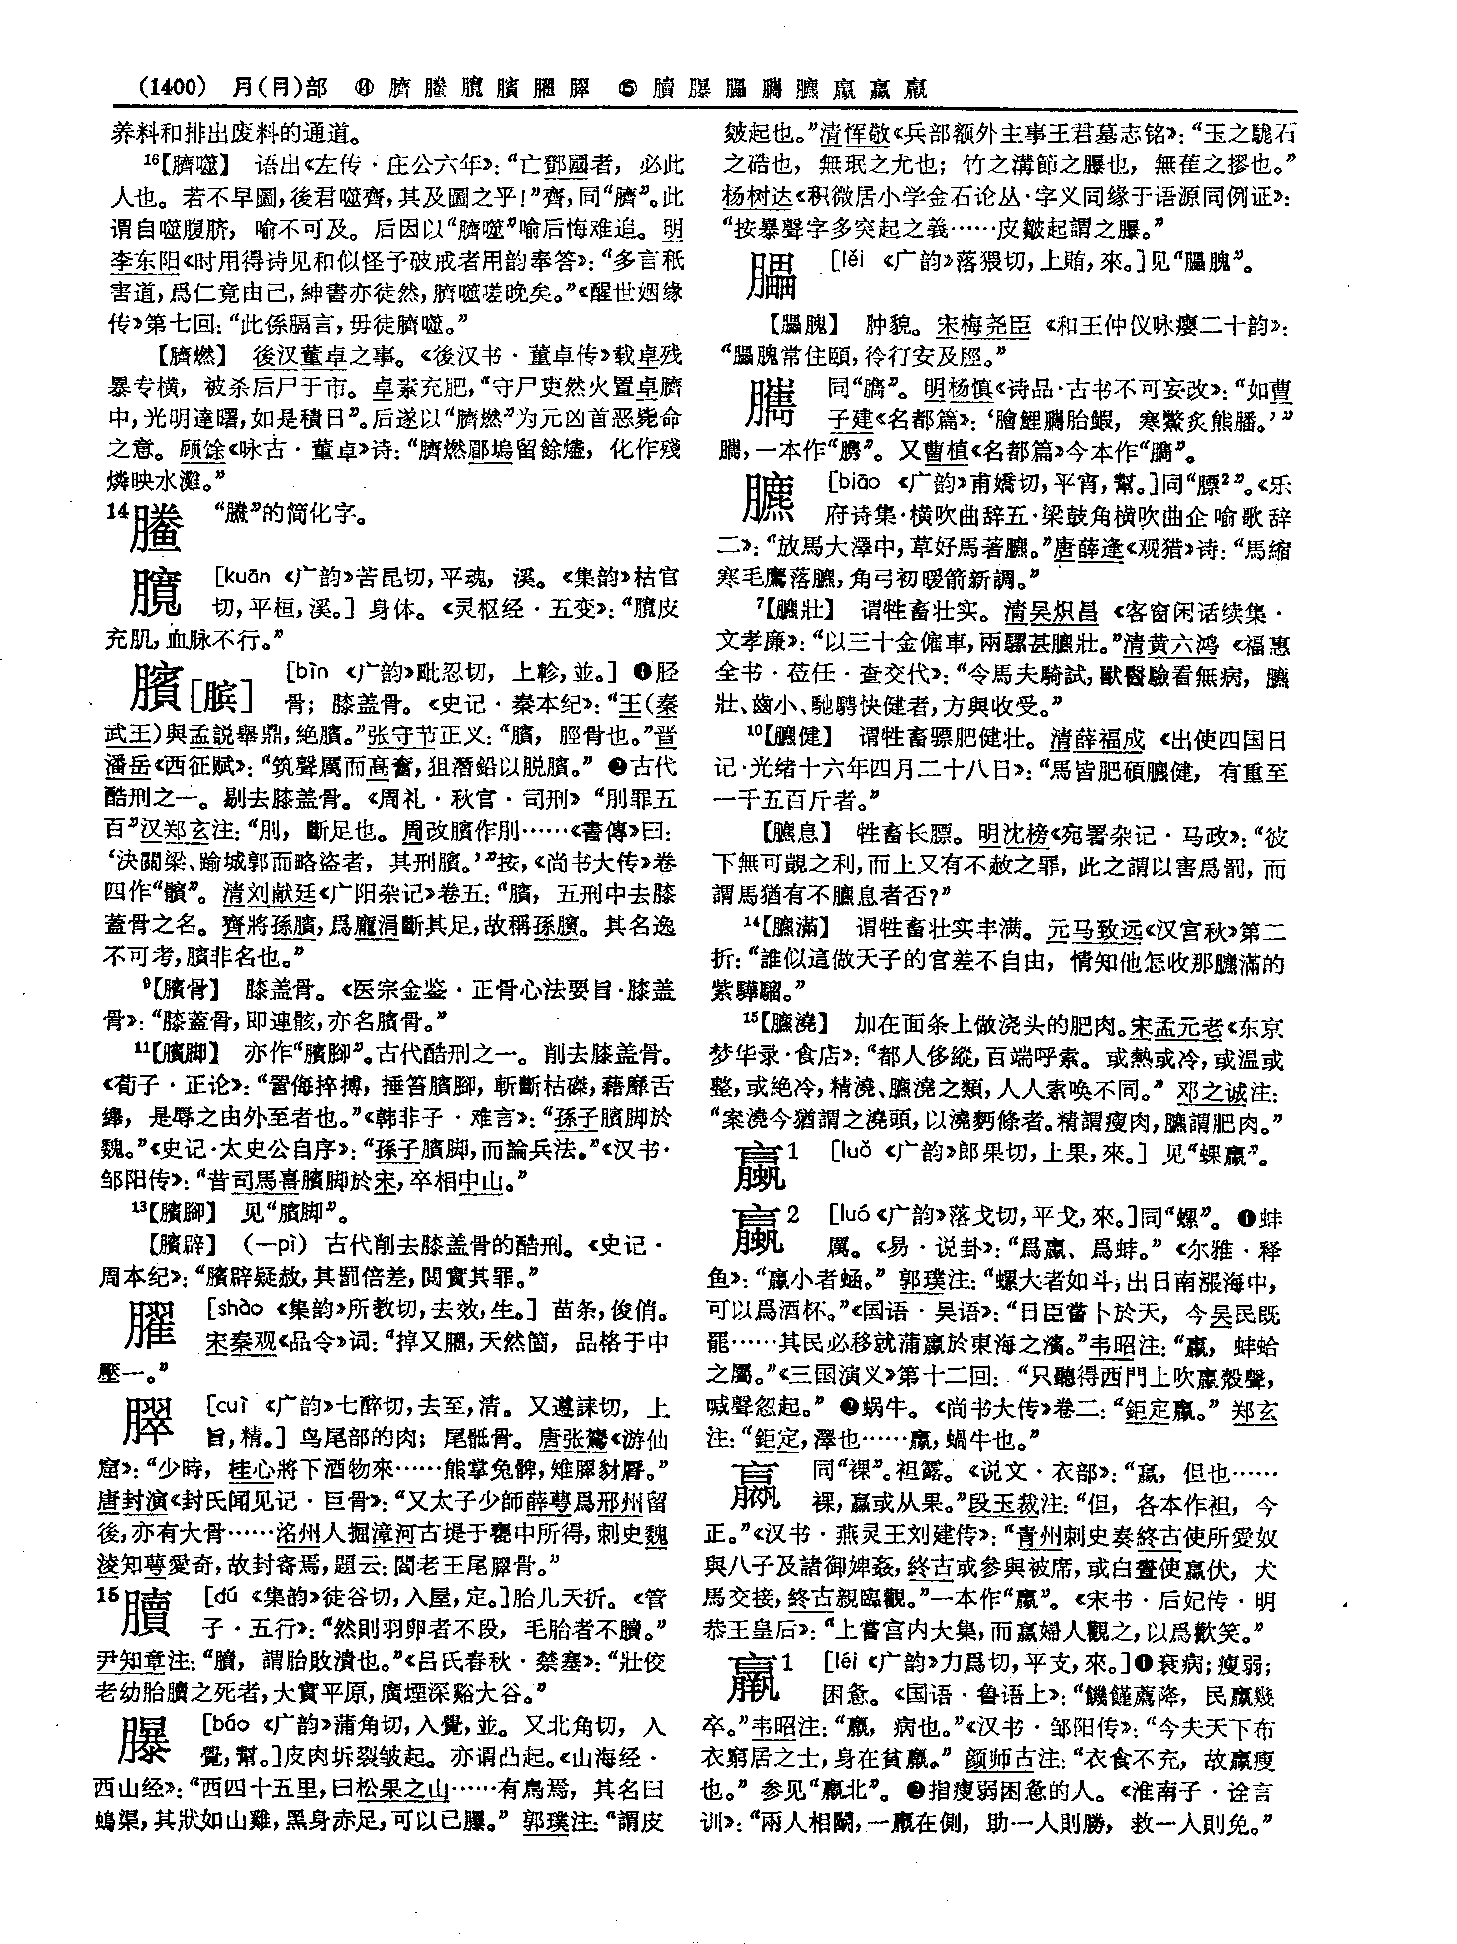 (1400) 月(⺼)部 ⑭ 臍 䲢 臗 臏 臞 臎 ⑮ 臢 䑋 臝 臝 羸
养料和排出废料的通道。
16【臍噬】 语出《左传·庄公六年》：“亡鄧國者，必此
人也。若不早圖，後君噬齊，其及圖之乎！”齊，同“臍”。此
谓自噬腹脐，喻不可及。后因以“臍噬”喻后悔难追。明
李东阳《时用得诗见和似怪予破戒者用韵奉答》：“多言秖
害道，爲仁竟由己，紳書亦徒然，臍噬嗟晚矣。”《醒世姻缘
传》第七回：“此係膈言，毋徒臍噬。”
【臍燃】 後汉董卓之事。《後汉书·董卓传》载卓残
暴专横，被杀后尸于市。卓素充肥，“守尸吏然火置卓臍
中，光明達曙，如是積日”。后遂以“臍燃”为元凶首恶毙命
之意。顾馀《咏古·董卓》诗：“臍燃郿塢留餘燼，化作殘
燐映水灘。”
14 的简化字。
臗 [kuān 《广韵》苦昆切，平魂，溪。《集韵》枯官
切，平桓，溪。] 身体。《灵枢经·五变》：“臗皮
充肌，血脉不行。”
臏[膑] [bìn 《广韵》毗忍切，上軫，並。] ❶胫
骨；膝盖骨。《史记·秦本纪》：“王(秦
武王)與孟説舉鼎，絶臏。”张守节正义：“臏，脛骨也。”晋
潘岳《西征赋》：“筑聲厲而高奮，狙潛鉛以脱臏。” ❷古代
酷刑之一。剔去膝盖骨。《周礼·秋官·司刑》“刖罪五
百”汉郑玄注：“刖，斷足也。周改臏作刖……《書傳》曰：
‘決關梁、踰城郭而略盜者，其刑臏。’”按，《尚书大传》卷
四作“髕”。清刘献廷《广阳杂记》卷五：“臏，五刑中去膝
蓋骨之名。齊將孫臏，爲龐涓斷其足，故稱孫臏。其名逸
不可考，臏非名也。”
9【臏骨】 膝盖骨。《医宗金鉴·正骨心法要旨·膝盖
骨》：“膝蓋骨，即連骸，亦名臏骨。”
11【臏脚】 亦作“臏腳”。古代酷刑之一。削去膝盖骨。
《荀子·正论》：“詈侮捽搏，捶笞臏腳，斬斷枯磔，藉靡舌
縪，是辱之由外至者也。”《韩非子·难言》：“孫子臏脚於
魏。”《史记·太史公自序》：“孫子臏脚，而論兵法。”《汉书·
邹阳传》：“昔司馬喜臏脚於宋，卒相中山。”
13【臏腳】 见“臏脚”。
【臏辟】 (—pì) 古代削去膝盖骨的酷刑。《史记·
周本纪》：“臏辟疑赦，其罰倍差，閲實其罪。”
[shào 《集韵》所教切，去效，生。] 苗条，俊俏。
宋秦观《品令》词：“掉又臞，天然箇，品格于中
壓一。”
臎 [cuì 《广韵》七醉切，去至，清。又遵誄切，上
旨，精。] 鸟尾部的肉；尾骶骨。唐张鷟《游仙
窟》：“少時，桂心將下酒物來……熊掌兔髀，雉臎豺脣。”
唐封演《封氏闻见记·巨骨》：“又太子少師薛萼爲邢州留
後，亦有大骨……洺州人掘漳河古堤于甕中所得，刺史魏
淩知萼愛奇，故封寄焉，題云：閻老王尾臎骨。”
15 [dú 《集韵》徒谷切，入屋，定。]胎儿夭折。《管
子·五行》：“然則羽卵者不段，毛胎者不䐁。”
尹知章注：“䐁，謂胎敗潰也。”《吕氏春秋·禁塞》：“壯佼
老幼胎䐁之死者，大實平原，廣堙深谿大谷。”
[báo 《广韵》蒲角切，入覺，並。又北角切，入
覺，幫。]皮肉坼裂皱起。亦谓凸起。《山海经·
西山经》：“西四十五里，曰松果之山……有鳥焉，其名曰
䳋渠，其狀如山雞，黑身赤足，可以已㿺。” 郭璞注：“謂皮
皴起也。”清恽敬《兵部额外主事王君墓志铭》：“玉之䮷石
之硞也，無珉之尤也；竹之溝節之㿺也，無萑之摎也。”
杨树达《积微居小学金石论丛·字义同缘于语源同例证》：
“按暴聲字多突起之義……皮皴起謂之㿺。”
[lěi 《广韵》落猥切，上賄，來。]见“𦢏腲”。
肿貌。宋梅尧臣 《和王仲仪咏瘿二十韵》：
常住頤，彾仃安及脛。”
同“臇”。明杨慎《诗品·古书不可妄改》：“如曹
子建《名都篇》：‘膾鯉臇胎鰕，寒鱉炙熊膰。’”
一本作“臇”。又曹植《名都篇》今本作“臇”。
臕 [biāo 《广韵》甫嬌切，平宵，幫。]同“膘2”。《乐
府诗集·横吹曲辞五·梁鼓角横吹曲企喻歌辞
二》：“放馬大澤中，草好馬著臕。”唐薛逢《观猎》诗：“馬縮
寒毛鷹落臕，角弓初暖箭新調。”
7【臕壯】 谓牲畜壮实。清吴炽昌 《客窗闲话续集·
文孝廉》：“以三十金僱車，兩騾甚臕壯。”清黄六鸿 《福惠
全书·莅任·查交代》：“令馬夫騎試，獸醫驗看無病，臕
壯、齒小、馳騁快健者，方與收受。”
10【臕健】 谓牲畜骠肥健壮。清薛福成 《出使四国日
记·光绪十六年四月二十八日》：“馬皆肥碩臕健，有重至
一千五百斤者。”
【臕息】 牲畜长膘。明沈榜《宛署杂记·马政》：“彼
下無可覬之利，而上又有不赦之罪，此之謂以害爲罰，而
謂馬猶有不臕息者否？”
14【臕滿】 谓牲畜壮实丰满。元马致远《汉宫秋》第二
折：“誰似這做天子的官差不自由，情知他怎收那臕滿的
紫驊騮。”
15【臕澆】 加在面条上做浇头的肥肉。宋孟元老《东京
梦华录·食店》：“都人侈縱，百端呼索。或熱或冷，或温或
整，或絶冷，精澆、臕澆之類，人人索唤不同。” 邓之诚注：
“案澆今猶謂之澆頭，以澆麪條者。精謂瘦肉，臕謂肥肉。”
蠃1 [luǒ 《广韵》郎果切，上果，來。] 见“蜾蠃”。
蠃2 [luó《广韵》落戈切，平戈，來。]同“螺”。❶蚌
属。《易·说卦》：“爲蠃、爲蚌。” 《尔雅·释
鱼》：“蠃小者蜬。” 郭璞注：“螺大者如斗，出日南漲海中，
可以爲酒杯。”《国语·吴语》：“日臣嘗卜於天，今吴民既
罷……其民必移就蒲蠃於東海之濱。”韦昭注：“蠃，蚌蛤
之屬。”《三国演义》第十二回：“只聽得西門上吹蠃殻聲，
喊聲忽起。” ❷蜗牛。《尚书大传》卷二：“鉅定蠃。” 郑玄
注：“鉅定，澤也……蠃，蝸牛也。”
臝 同“裸”。袒露。《说文·衣部》：“臝，但也……
裸，臝或从果。”段玉裁注：“但，各本作袒，今
正。”《汉书·燕灵王刘建传》：“青州刺史奏終古使所愛奴
與八子及諸御婢姦，終古或參與被席，或白晝使臝伏，犬
馬交接，終古親臨觀。”一本作“羸”。《宋书·后妃传·明
恭王皇后》：“上嘗宫内大集，而臝婦人觀之，以爲歡笑。”
羸1 [léi 《广韵》力爲切，平支，來。]❶衰病；瘦弱；
困惫。《国语·鲁语上》：“饑饉薦降，民羸幾
卒。”韦昭注：“羸，病也。”《汉书·邹阳传》：“今夫天下布
衣窮居之士，身在貧羸。” 颜师古注：“衣食不充，故羸瘦
也。” 参见“羸北”。❷指瘦弱困惫的人。《淮南子·诠言
训》：“兩人相鬬，一羸在側，助一人則勝，救一人則免。”